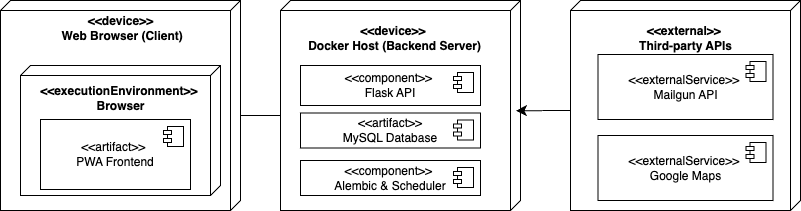 <<device>>
Web Browser (Client)
<<executionEnvironment>>
Browser
<<artifact>>
PWA Frontend
<<device>>
Docker Host (Backend Server)
<<component>>
Flask API
<<artifact>>
MySQL Database
<<component>>
Alembic & Scheduler
<<external>>
Third-party APIs
<<externalService>>
Mailgun API
<<externalService>>
Google Maps